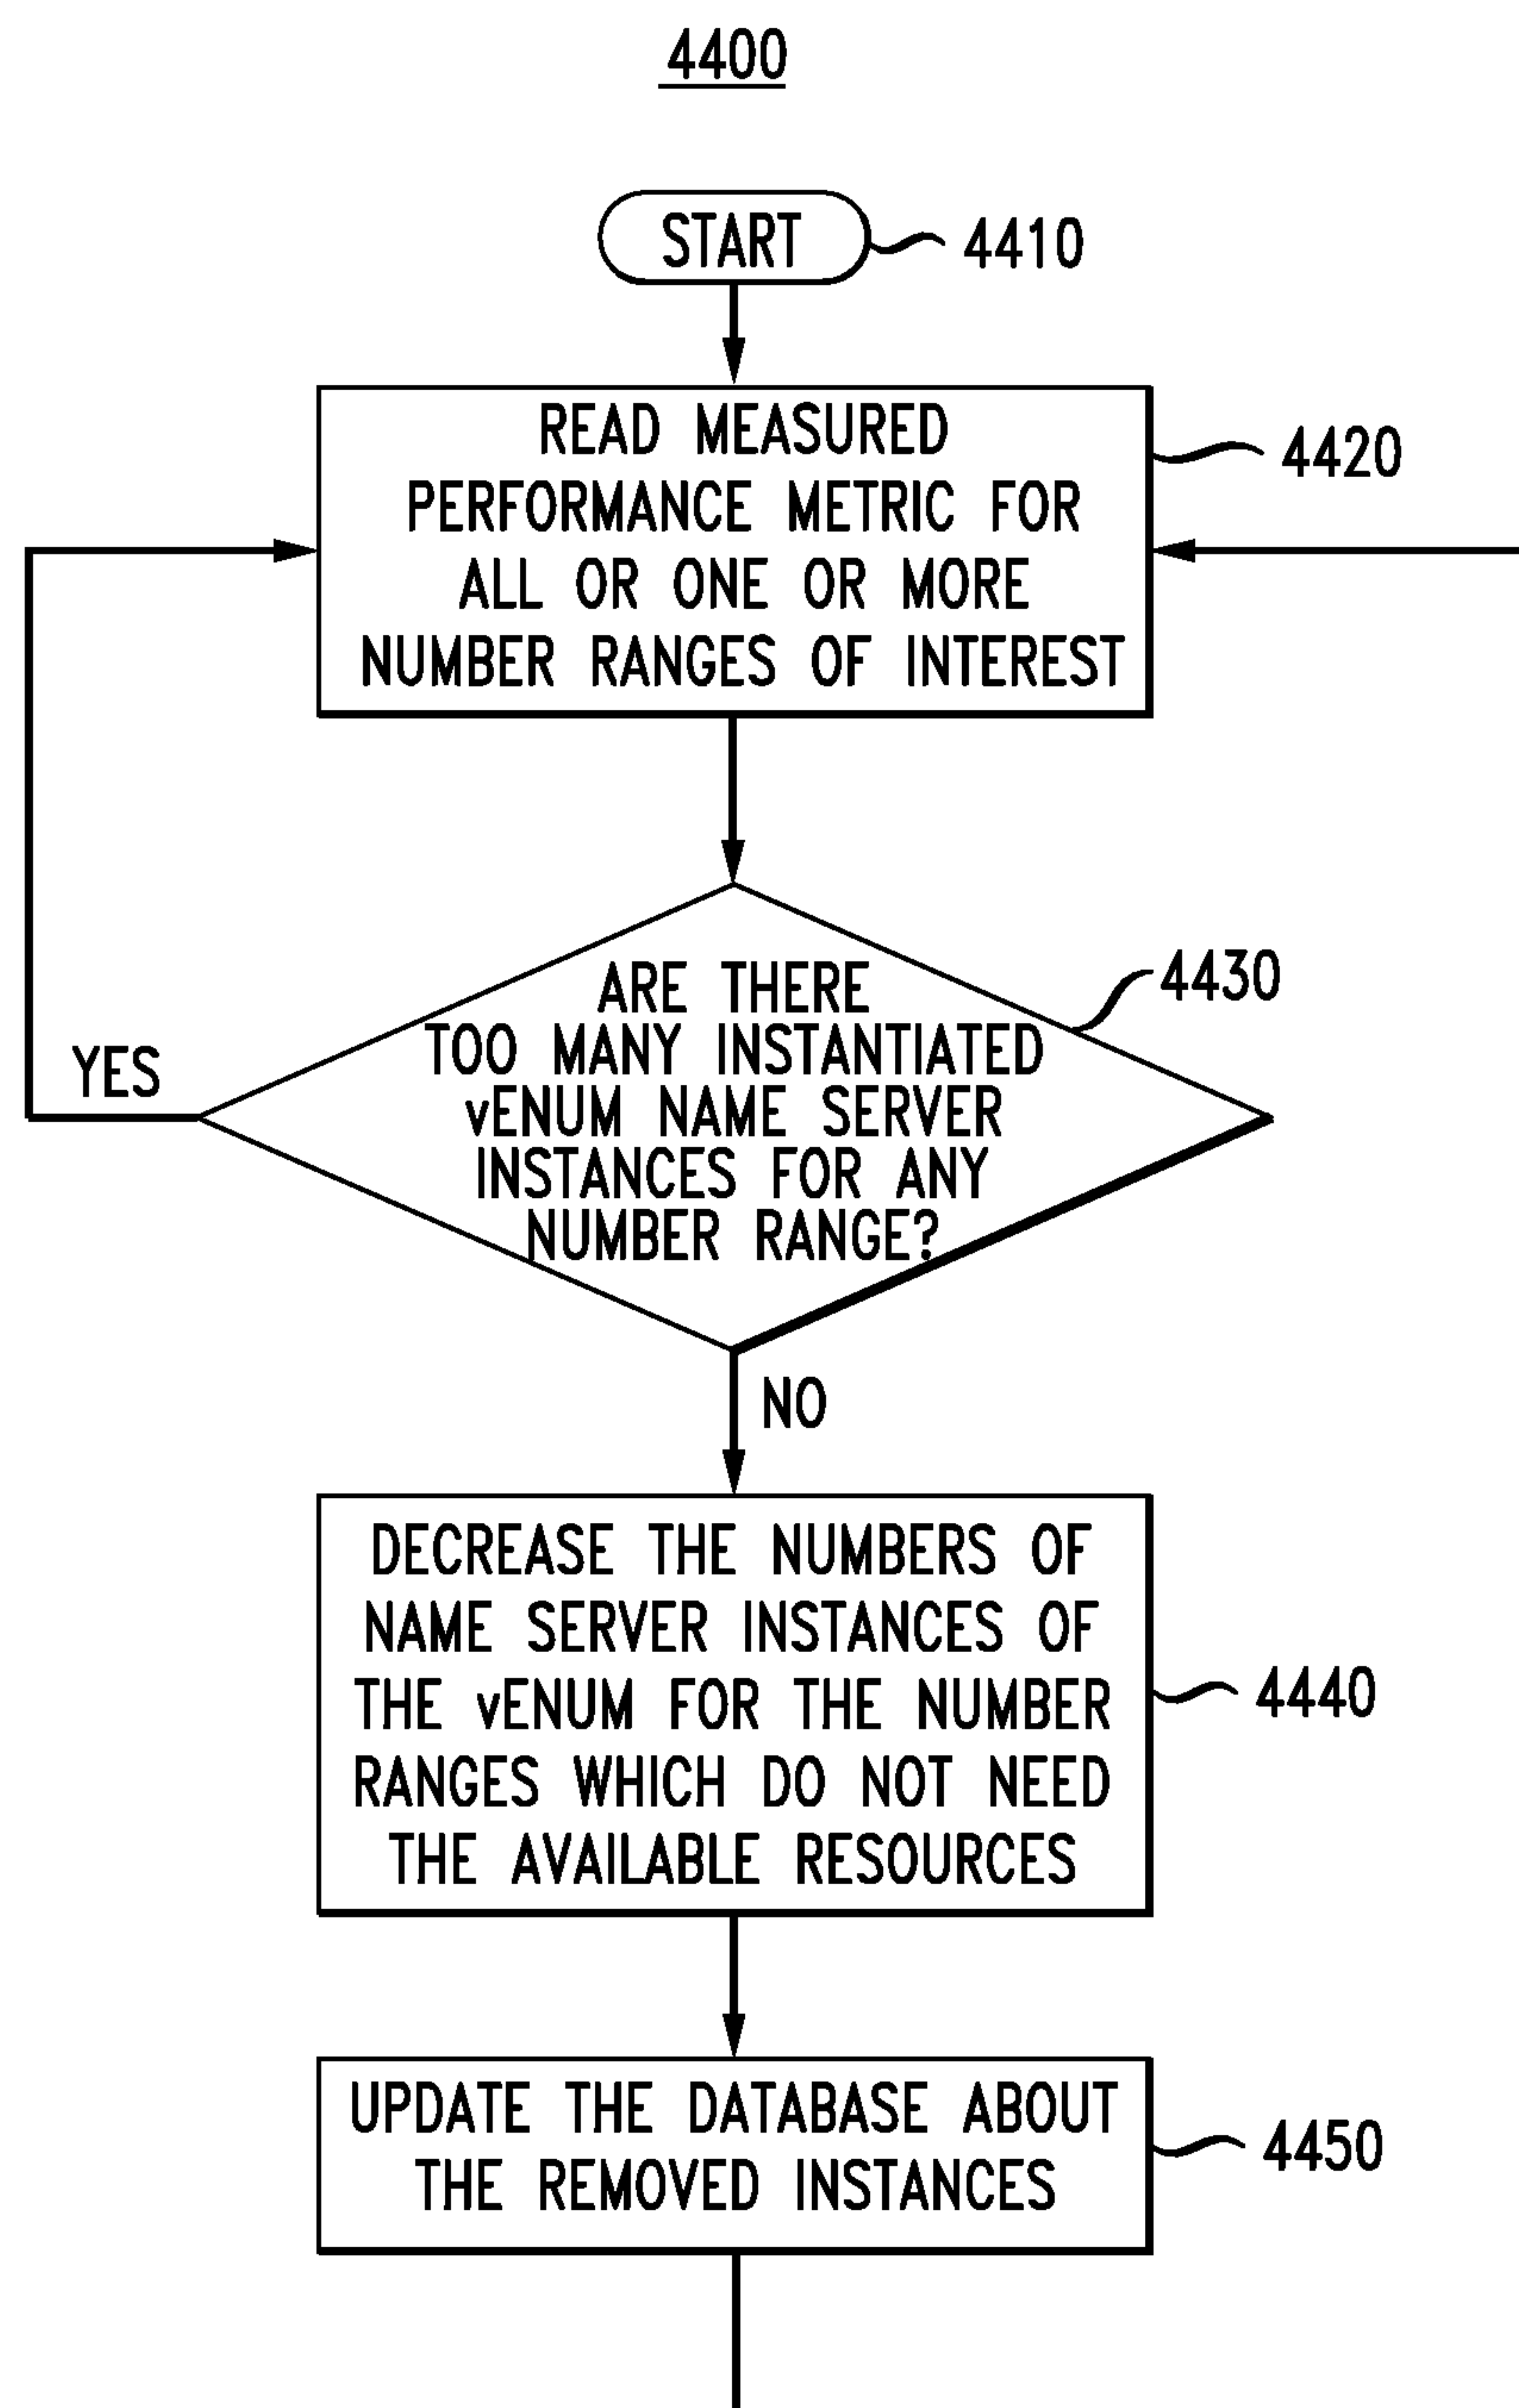 4400
START
4410
READ MEASURED
PERFORMANCE METRIC FOR
ALL OR ONE OR MORE
NUMBER RANGES OF INTEREST
4420
ARE THERE
TOO MANY INSTANTIATED
vENUM NAME SERVER
INSTANCES FOR ANY
NUMBER RANGE?
4430
YES
NO
DECREASE THE NUMBERS OF
NAME SERVER INSTANCES OF
THE vENUM FOR THE NUMBER
RANGES WHICH DO NOT NEED
THE AVAILABLE RESOURCES
4440
UPDATE THE DATABASE ABOUT
THE REMOVED INSTANCES
4450